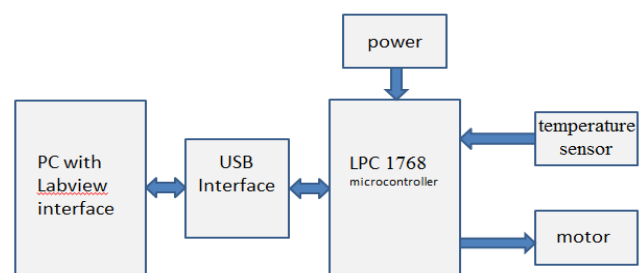 power
PC with
Labview
interface
USB
Interface
LPC 1768
microcontroller
temperature
sensor
motor